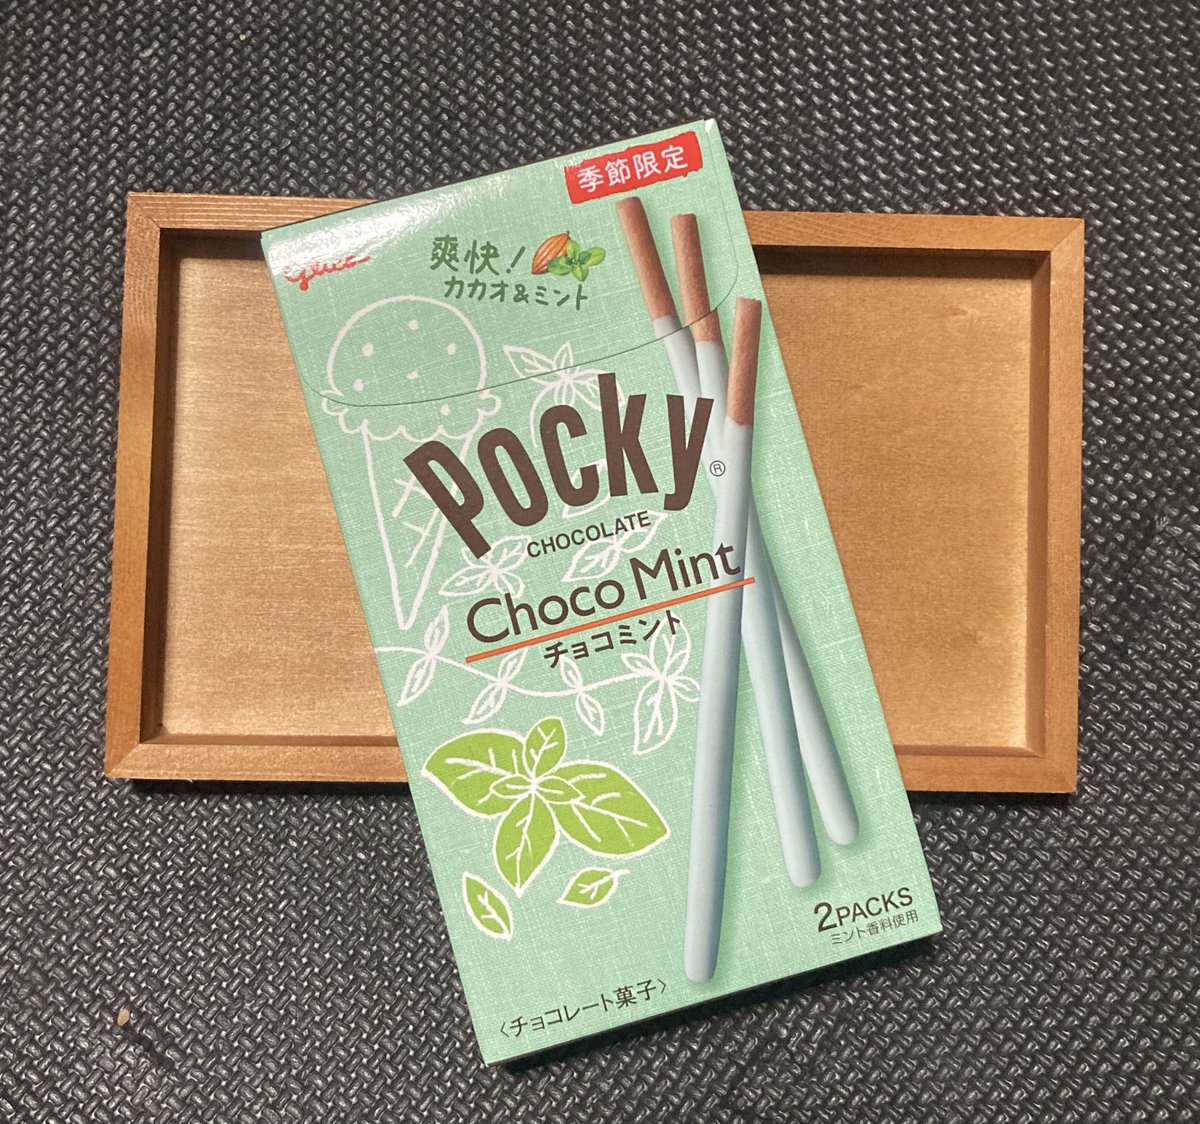 季節限定
Glico
爽快!
カカオ&ミント
Pocky®
CHOCOLATE
Choco Mint
チョコミント
2PACKS
ミント香料使用
〈チョコレート菓子〉